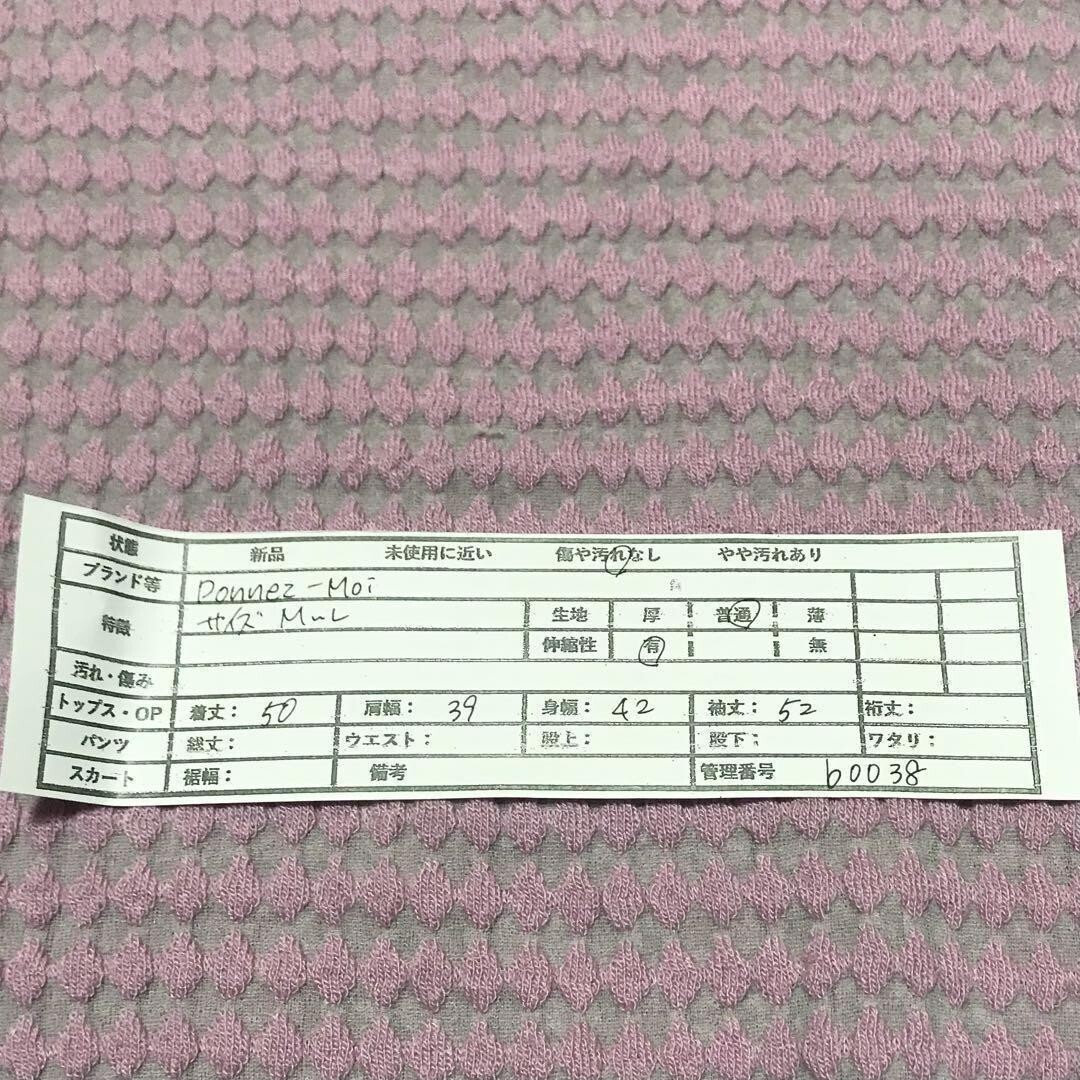 状態 新品 未使用に近い 傷や汚れなし やや汚れあり
ブランド等 Donnez-Moi
特徴 サイズ M〜L 生地 厚 普通 薄
伸縮性 有 無
汚れ・傷み
トップス・OP 着丈: 50 肩幅: 39 身幅: 42 袖丈: 52 裄丈:
パンツ 総丈: ウエスト: 股上: 股下: ワタリ:
スカート 裾幅: 備考 管理番号 b0038